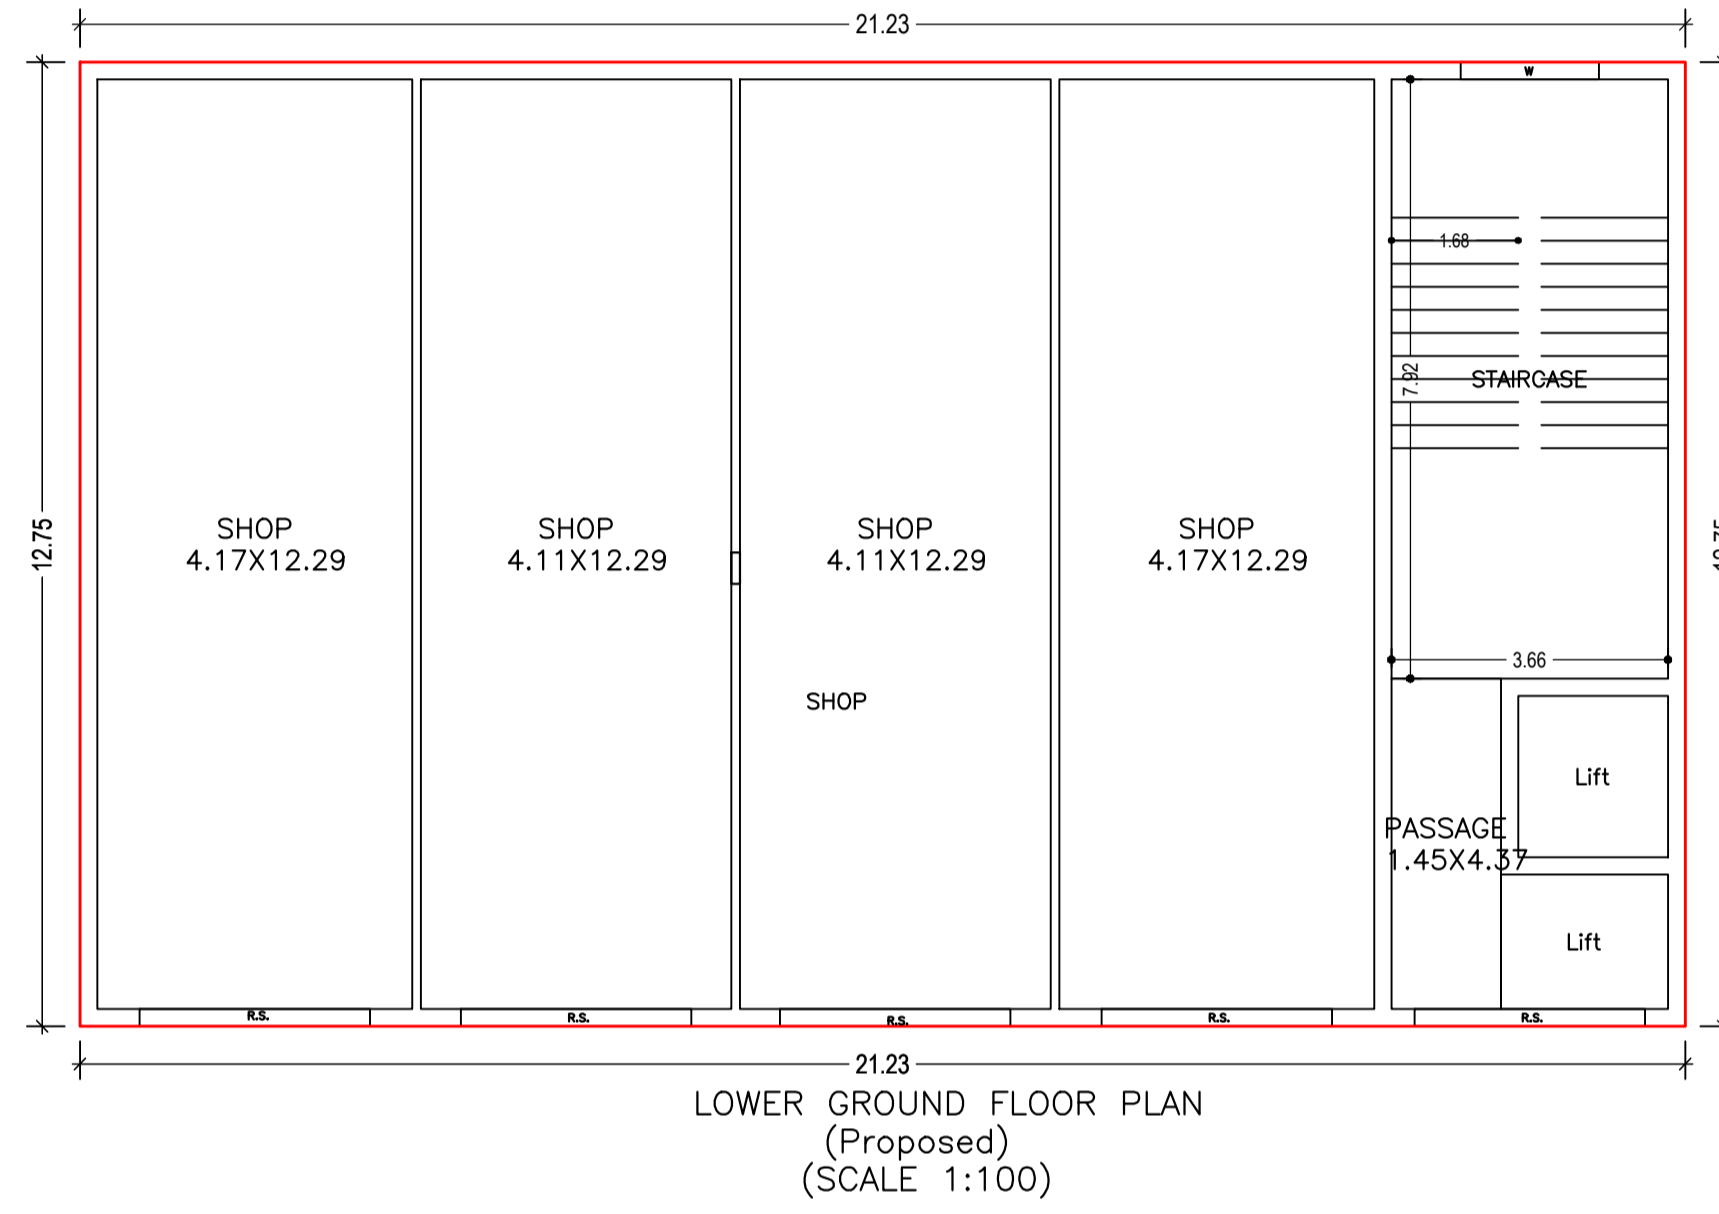 21.23
W
1.68
7.92
STAIRCASE
12.75
SHOP
4.17X12.29
SHOP
4.11X12.29
SHOP
4.11X12.29
SHOP
4.17X12.29
3.66
SHOP
Lift
PASSAGE
1.45X4.37
Lift
R.S.
R.S.
R.S.
R.S.
R.S.
21.23
LOWER GROUND FLOOR PLAN
(Proposed)
(SCALE 1:100)